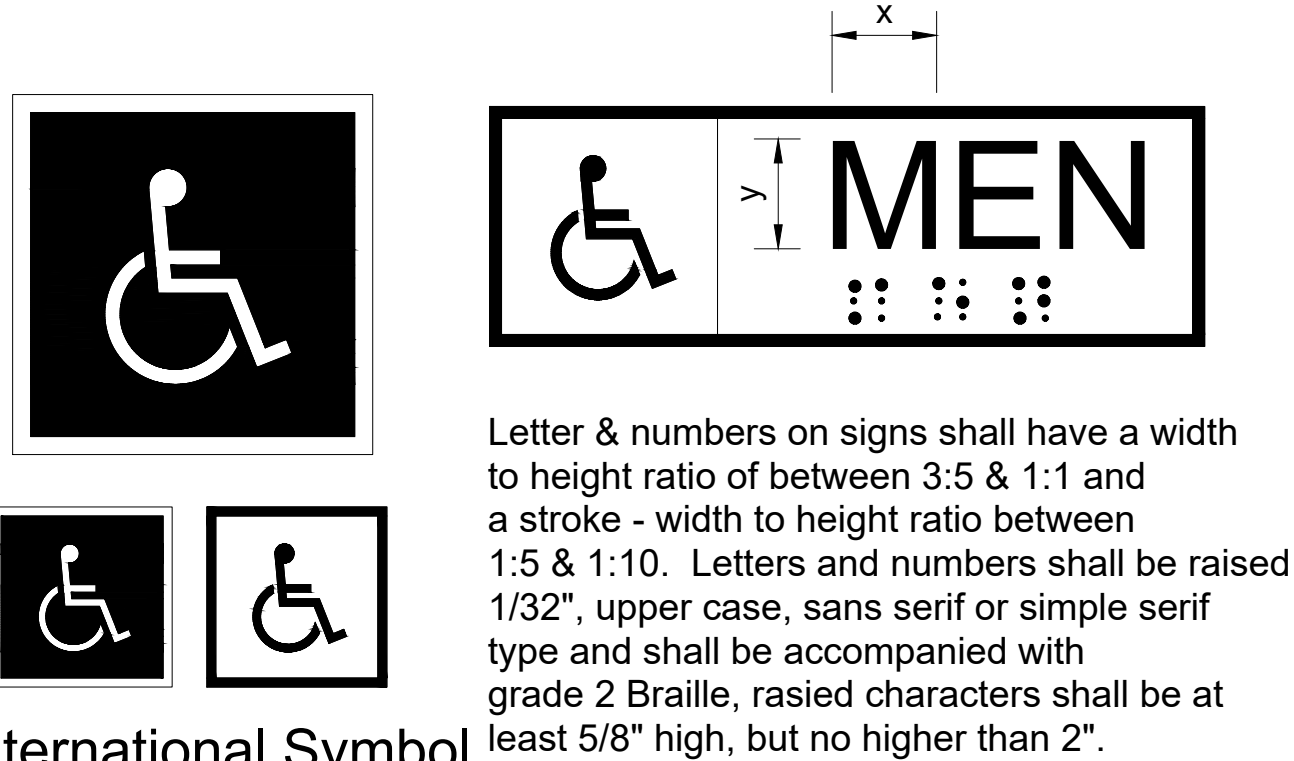 x
y
MEN
⠍⠑⠝
Letter & numbers on signs shall have a width
to height ratio of between 3:5 & 1:1 and
a stroke - width to height ratio between
1:5 & 1:10.  Letters and numbers shall be raised
1/32", upper case, sans serif or simple serif
type and shall be accompanied with
grade 2 Braille, rasied characters shall be at
least 5/8" high, but no higher than 2".
ternational Symbol